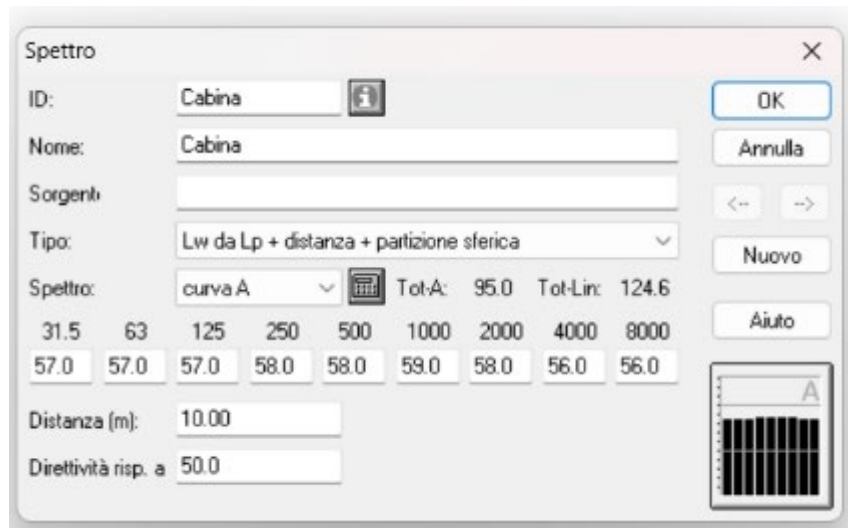 Spettro
ID: Cabina OK
Nome: Cabina Annulla
Sorgenti <-- -->
Tipo: Lw da Lp + distanza + partizione sferica Nuovo
Spettro: curva A Tot-A: 95.0 Tot-Lin: 124.6
Aiuto
31.5 63 125 250 500 1000 2000 4000 8000
57.0 57.0 57.0 58.0 58.0 59.0 58.0 56.0 56.0
A
Distanza (m): 10.00
Direttività risp. a 50.0